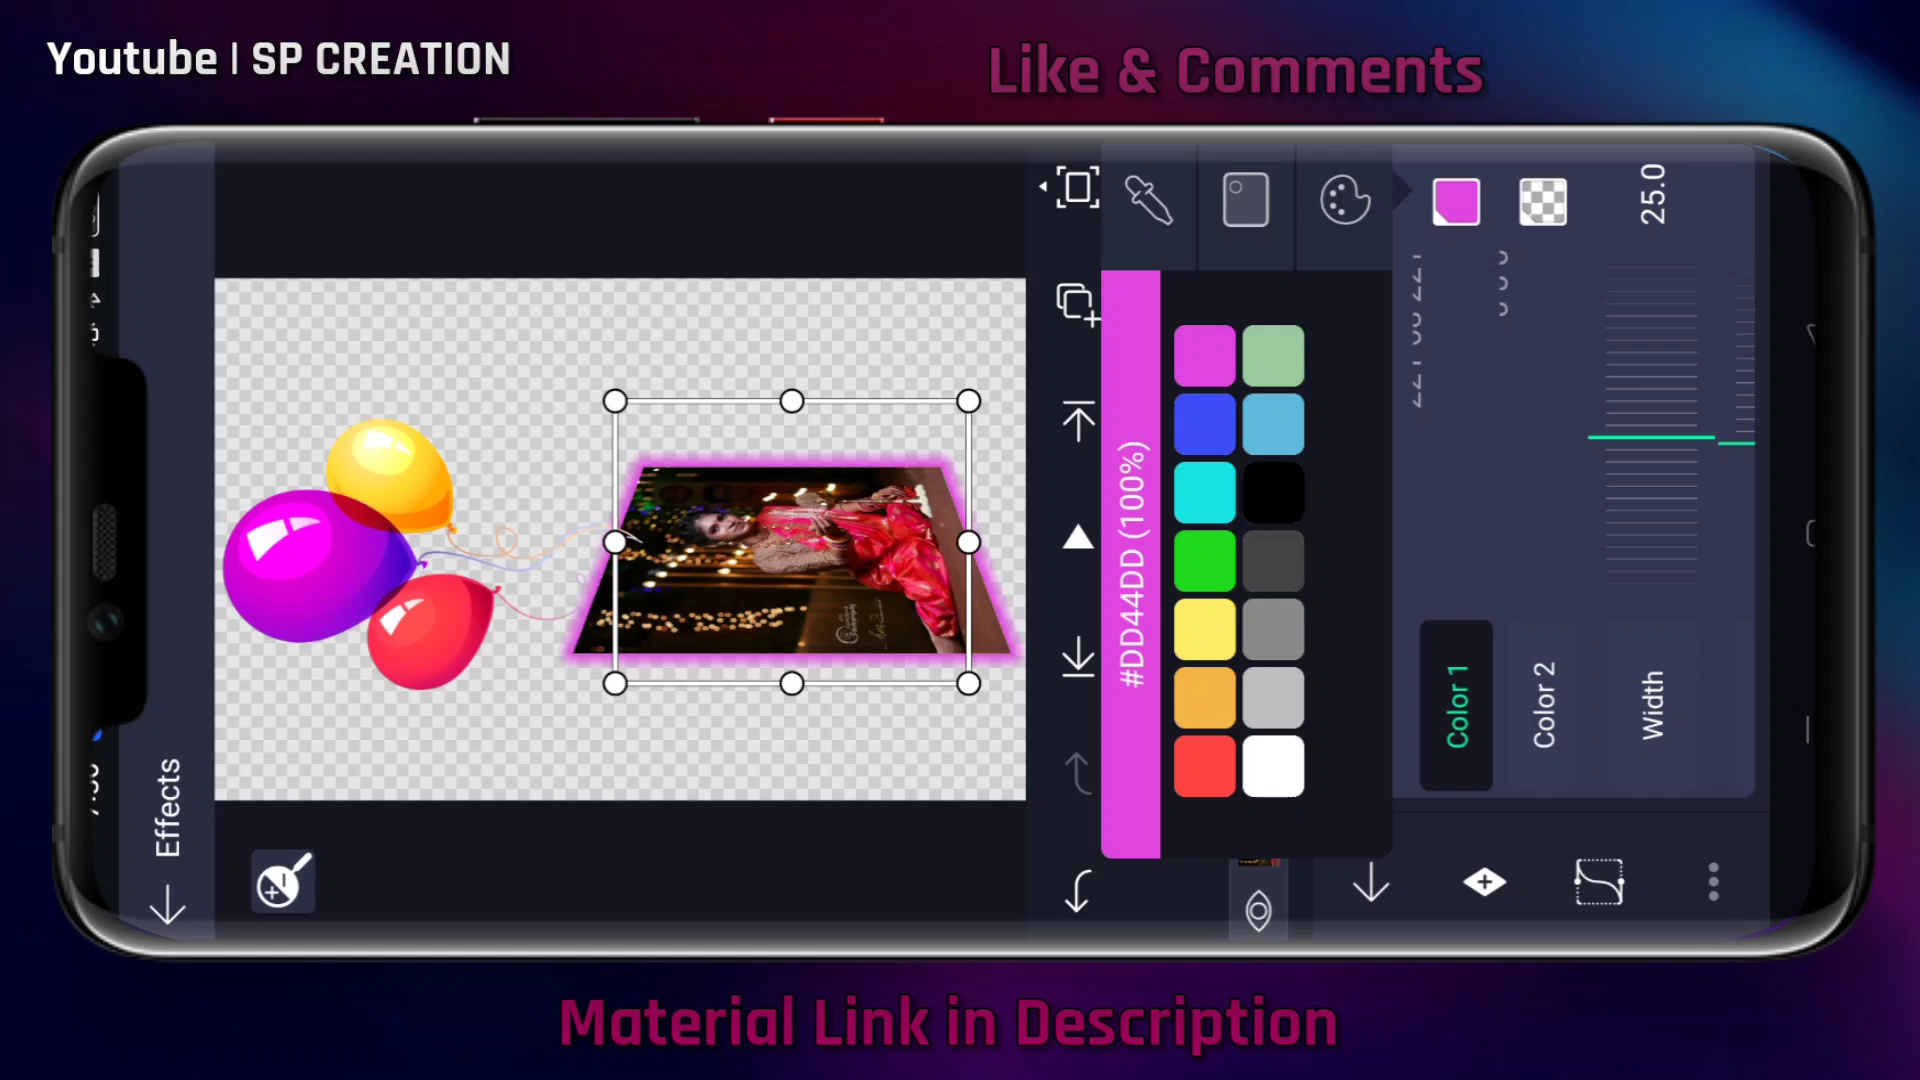 Youtube | SP CREATION
Like & Comments
Effects
#DD44DD (100%)
25.0
Color 1
Color 2
Width
Material Link in Description